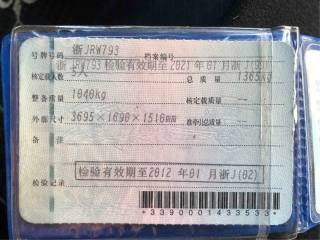 号牌号码 浙JRW793 档案编号
浙JRW793 检验有效期至2021年01月浙J(99)
核定载人数 5人 总质量 1365kg
整备质量 1040kg 核定载质量 --
外廓尺寸 3695×1690×1510mm 准牵引总质量 --
备注
检验有效期至2012年01月浙J(02)
检验记录
*3390001433533*